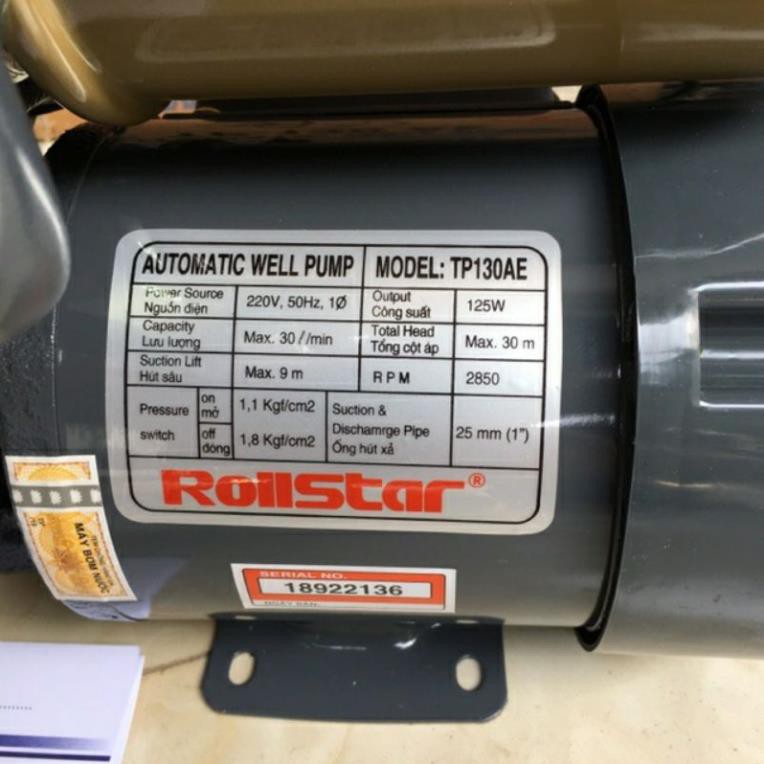 AUTOMATIC WELL PUMP MODEL: TP130AE
Power Source
Nguồn điện
220V, 50Hz, 1Ø
Output
Công suất
125W
Capacity
Lưu lượng
Max. 30 l/min
Total Head
Tổng cột áp
Max. 30 m
Suction Lift
Hút sâu
Max. 9 m
R P M
2850
Pressure
switch
on
mở
1,1 Kgf/cm2
off
đóng
1,8 Kgf/cm2
Suction &
Dischamrge Pipe
Ống hút xả
25 mm (1")
RollStar®
MÁY BƠM NƯỚC
SERIAL NO.
18922136
NGÀY BÁN: